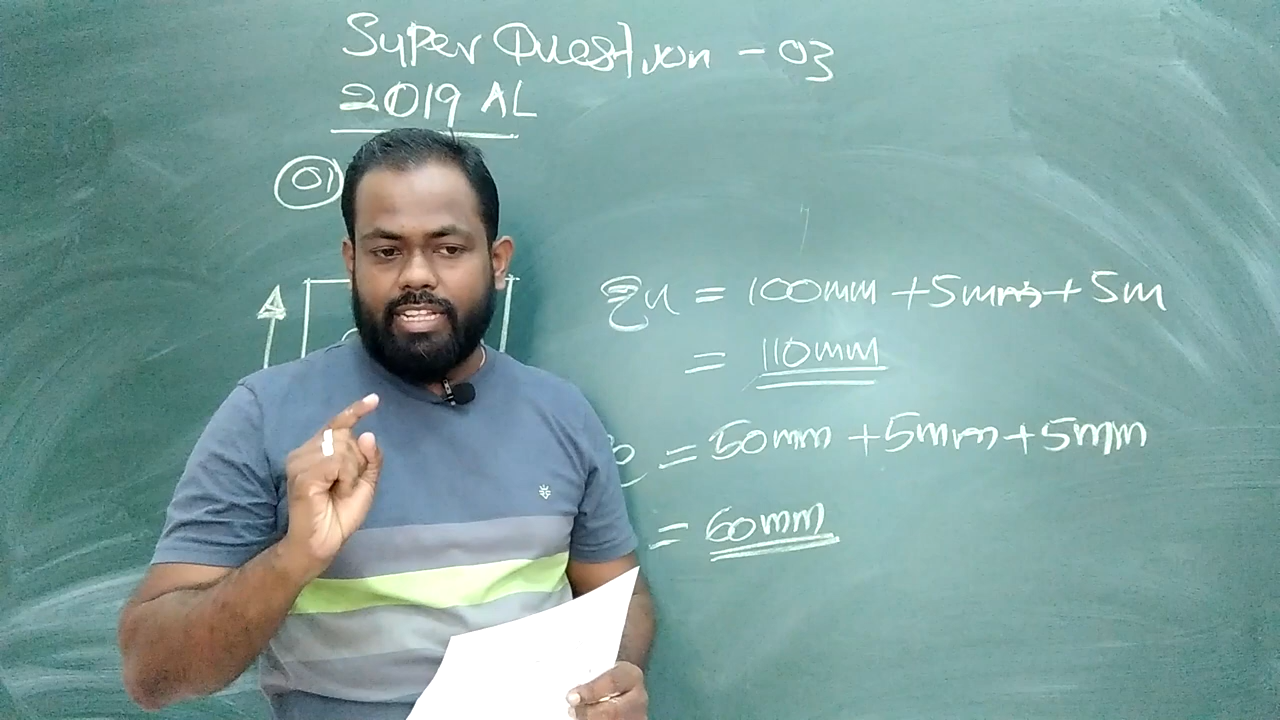 Super Question - 03
2019 AL
01
= 100mm + 5mm + 5m
= 110mm
= 50mm + 5mm + 5mm
= 60mm